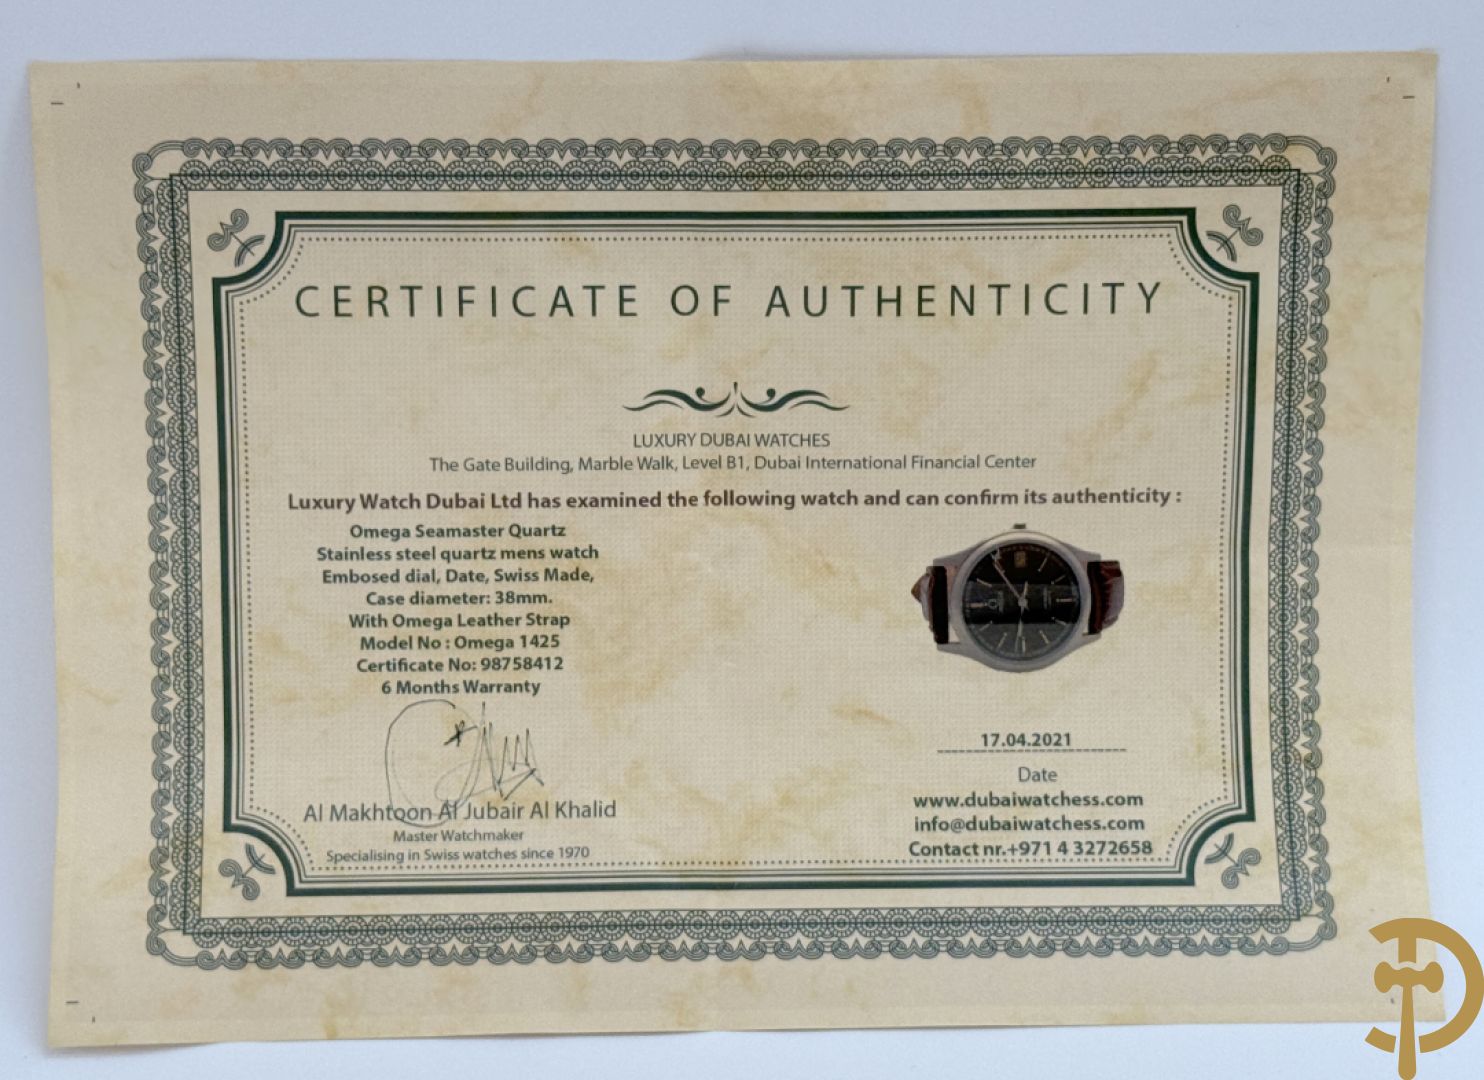 CERTIFICATE OF AUTHENTICITY
LUXURY DUBAI WATCHES
The Gate Building, Marble Walk, Level B1, Dubai International Financial Center
Luxury Watch Dubai Ltd has examined the following watch and can confirm its authenticity :
Omega Seamaster Quartz
Stainless steel quartz mens watch
Embosed dial, Date, Swiss Made,
Case diameter: 38mm.
With Omega Leather Strap
Model No : Omega 1425
Certificate No: 98758412
6 Months Warranty
Al Makhtoon Al Jubair Al Khalid
Master Watchmaker
Specialising in Swiss watches since 1970
17.04.2021
Date
www.dubaiwatchess.com
info@dubaiwatchess.com
Contact nr.+971 4 3272658